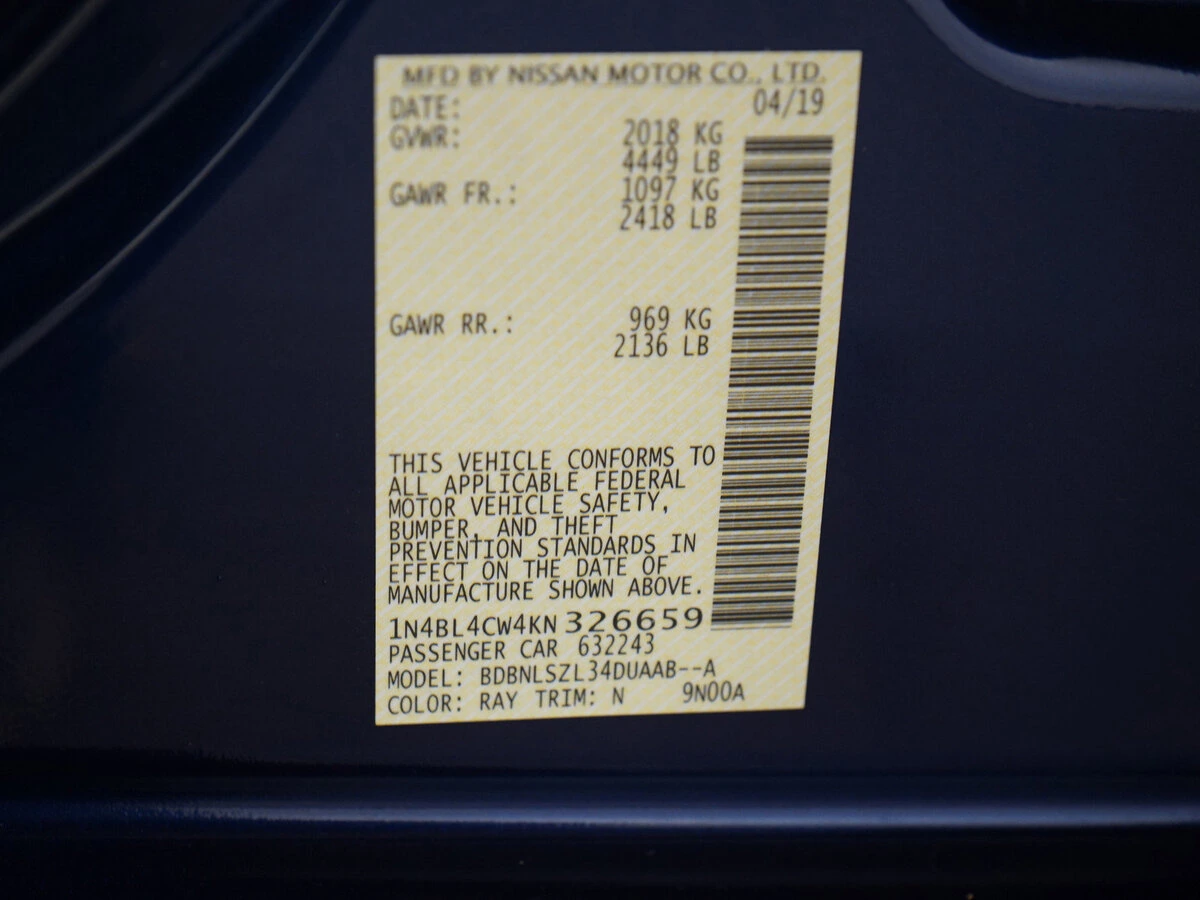 MFD BY NISSAN MOTOR CO., LTD.
DATE: 04/19
GVWR: 2018 KG
4449 LB
GAWR FR.: 1097 KG
2418 LB
GAWR RR.: 969 KG
2136 LB
THIS VEHICLE CONFORMS TO
ALL APPLICABLE FEDERAL
MOTOR VEHICLE SAFETY,
BUMPER, AND THEFT
PREVENTION STANDARDS IN
EFFECT ON THE DATE OF
MANUFACTURE SHOWN ABOVE.
1N4BL4CW4KN326659
PASSENGER CAR 632243
MODEL: BDBNLSZL34DUAAB--A
COLOR: RAY TRIM: N 9N00A